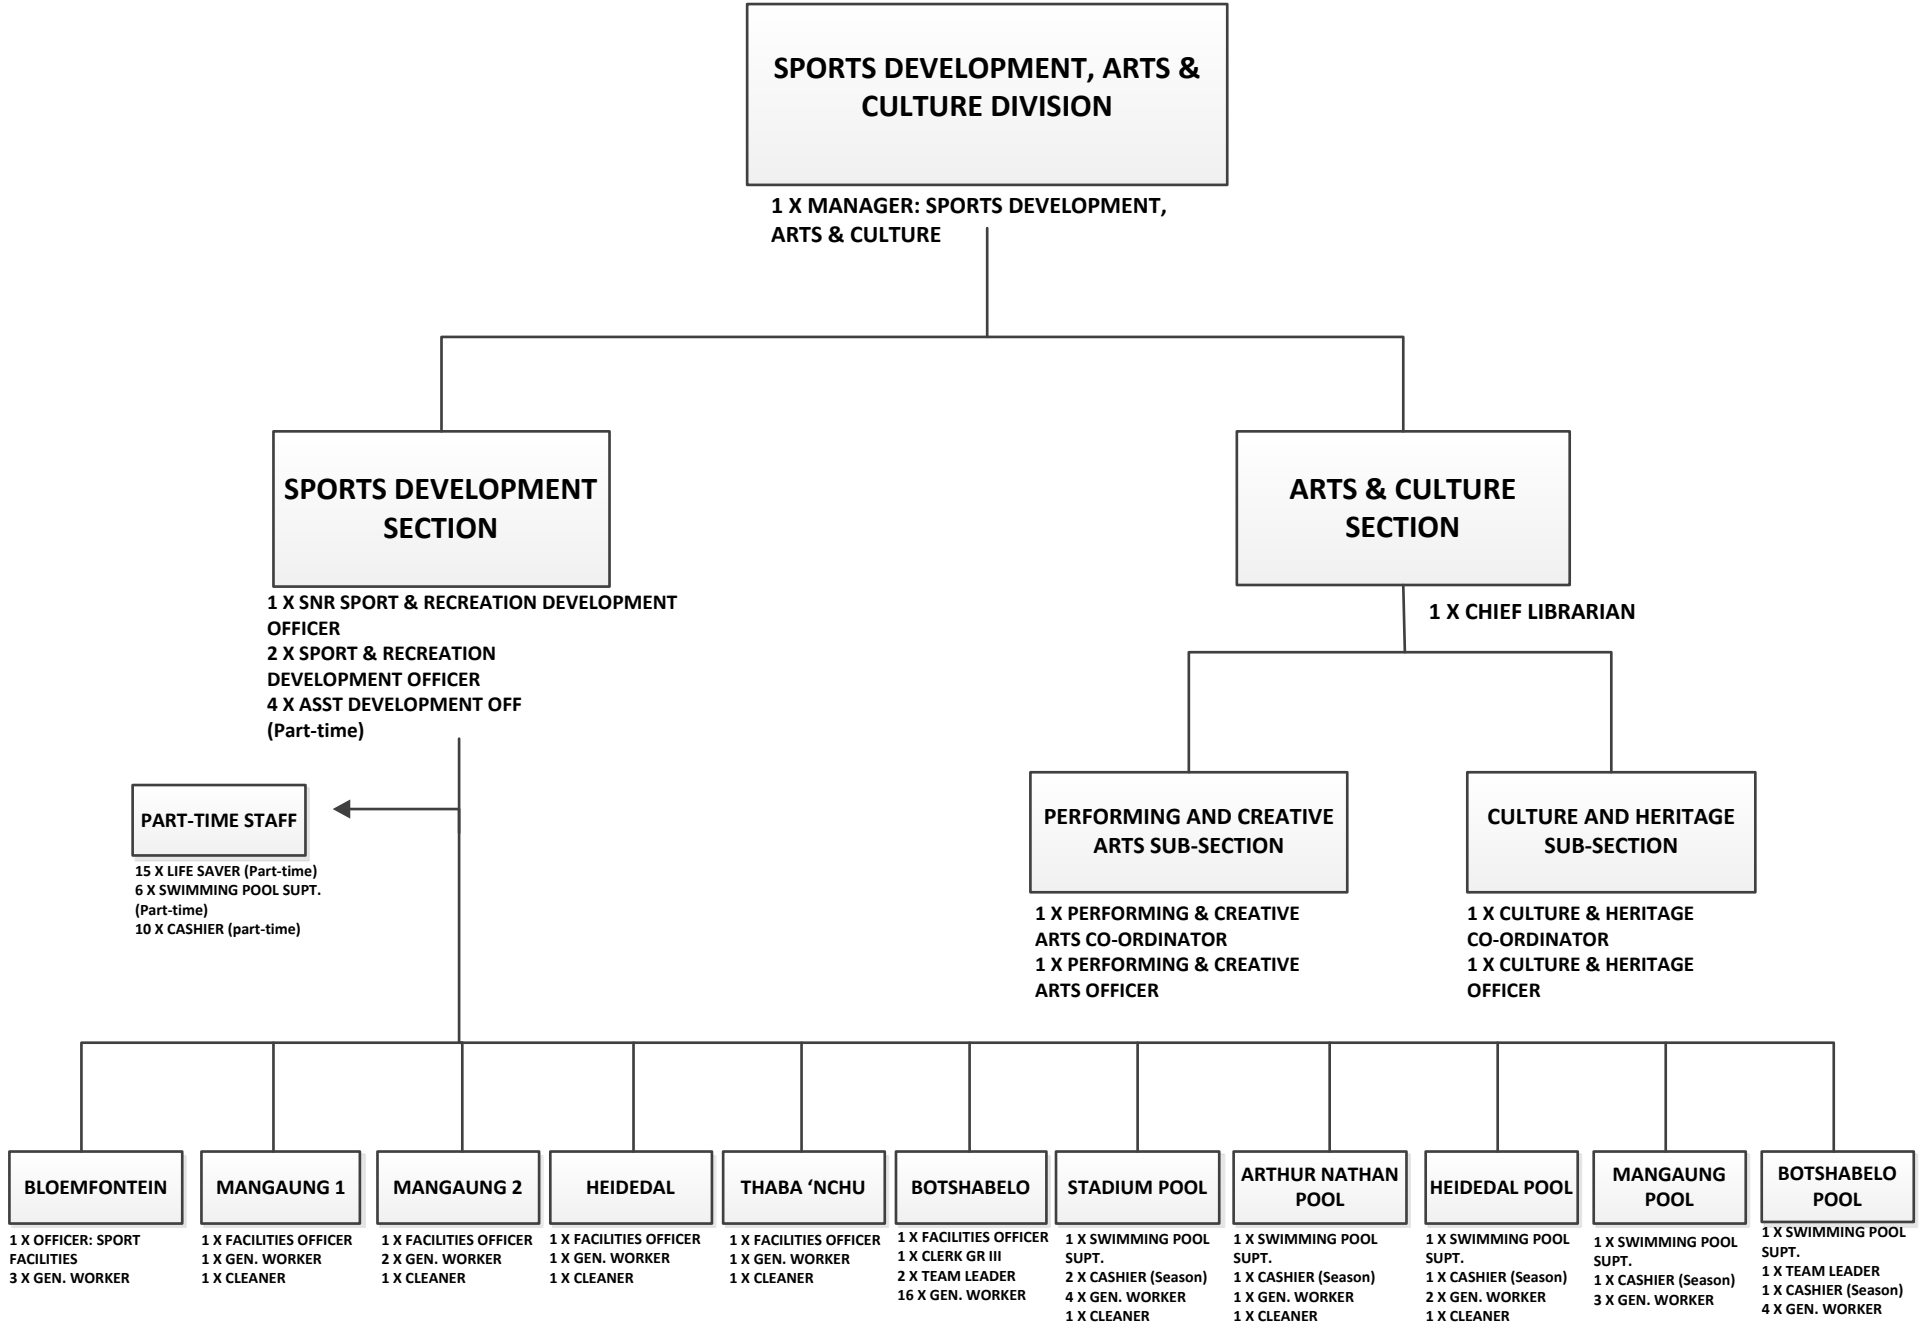 SPORTS DEVELOPMENT, ARTS &
CULTURE DIVISION
1 X MANAGER: SPORTS DEVELOPMENT,
ARTS & CULTURE
SPORTS DEVELOPMENT
SECTION
1 X SNR SPORT & RECREATION DEVELOPMENT
OFFICER
2 X SPORT & RECREATION
DEVELOPMENT OFFICER
4 X ASST DEVELOPMENT OFF
(Part-time)
ARTS & CULTURE
SECTION
1 X CHIEF LIBRARIAN
PART-TIME STAFF
15 X LIFE SAVER (Part-time)
6 X SWIMMING POOL SUPT.
(Part-time)
10 X CASHIER (part-time)
PERFORMING AND CREATIVE
ARTS SUB-SECTION
1 X PERFORMING & CREATIVE
ARTS CO-ORDINATOR
1 X PERFORMING & CREATIVE
ARTS OFFICER
CULTURE AND HERITAGE
SUB-SECTION
1 X CULTURE & HERITAGE
CO-ORDINATOR
1 X CULTURE & HERITAGE
OFFICER
BLOEMFONTEIN
1 X OFFICER: SPORT
FACILITIES
3 X GEN. WORKER
MANGAUNG 1
1 X FACILITIES OFFICER
1 X GEN. WORKER
1 X CLEANER
MANGAUNG 2
1 X FACILITIES OFFICER
2 X GEN. WORKER
1 X CLEANER
HEIDEDAL
1 X FACILITIES OFFICER
1 X GEN. WORKER
1 X CLEANER
THABA ‘NCHU
1 X FACILITIES OFFICER
1 X GEN. WORKER
1 X CLEANER
BOTSHABELO
1 X FACILITIES OFFICER
1 X CLERK GR III
2 X TEAM LEADER
16 X GEN. WORKER
STADIUM POOL
1 X SWIMMING POOL
SUPT.
2 X CASHIER (Season)
4 X GEN. WORKER
1 X CLEANER
ARTHUR NATHAN
POOL
1 X SWIMMING POOL
SUPT.
1 X CASHIER (Season)
1 X GEN. WORKER
1 X CLEANER
HEIDEDAL POOL
1 X SWIMMING POOL
SUPT.
1 X CASHIER (Season)
2 X GEN. WORKER
1 X CLEANER
MANGAUNG
POOL
1 X SWIMMING POOL
SUPT.
1 X CASHIER (Season)
3 X GEN. WORKER
BOTSHABELO
POOL
1 X SWIMMING POOL
SUPT.
1 X TEAM LEADER
1 X CASHIER (Season)
4 X GEN. WORKER